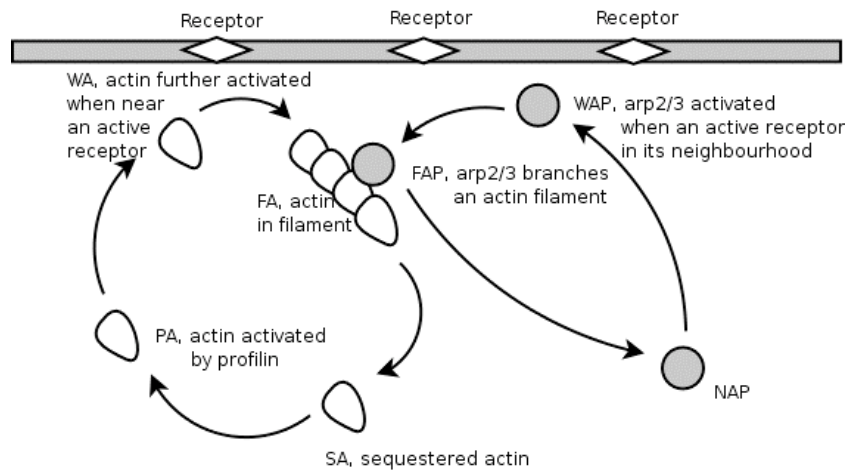 Receptor
Receptor
Receptor
WA, actin further activated
when near
an active
receptor
WAP, arp2/3 activated
when an active receptor
in its neighbourhood
FA, actin
in filament
FAP, arp2/3 branches
an actin filament
PA, actin activated
by profilin
NAP
SA, sequestered actin